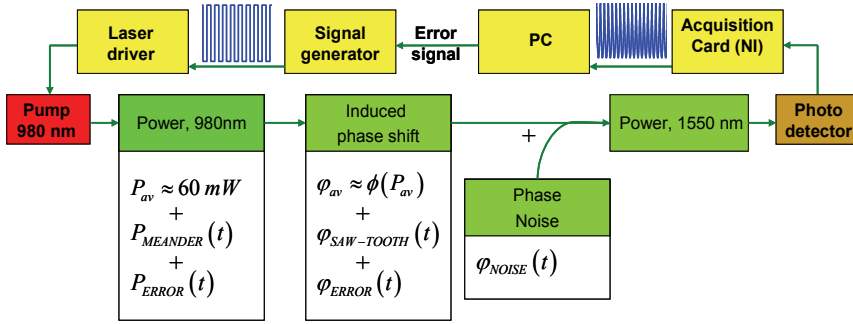 Laser
driver
Signal
generator
Error
signal
PC
Acquisition
Card (NI)
Pump
980 nm
Power, 980nm
Induced
phase shift
+
Power, 1550 nm
Photo
detector
P_av ≈ 60 mW
+
P_MEANDER(t)
+
P_ERROR(t)
φ_av ≈ ϕ(P_av)
+
φ_SAW-TOOTH(t)
+
φ_ERROR(t)
Phase
Noise
φ_NOISE(t)